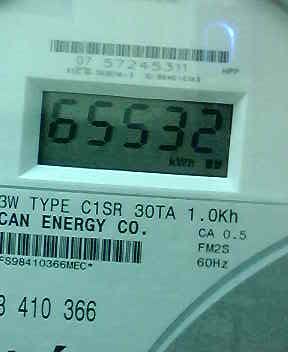 07 57245311
65532
kWh
3W TYPE C1SR 30TA 1.0Kh
CAN ENERGY CO.
CA 0.5
FM2S
60Hz
FS98410366MEC*
8 410 366